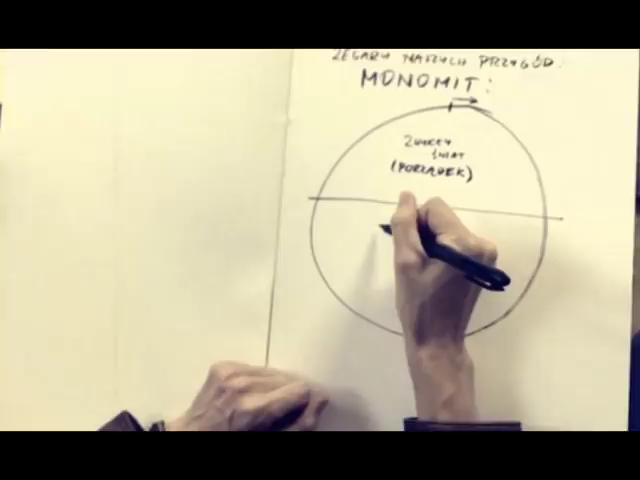 ZEGARY NASZYCH PRZYGÓD:
MONOMIT:
ZWYKŁY
ŚWIAT
(PORZĄDEK)